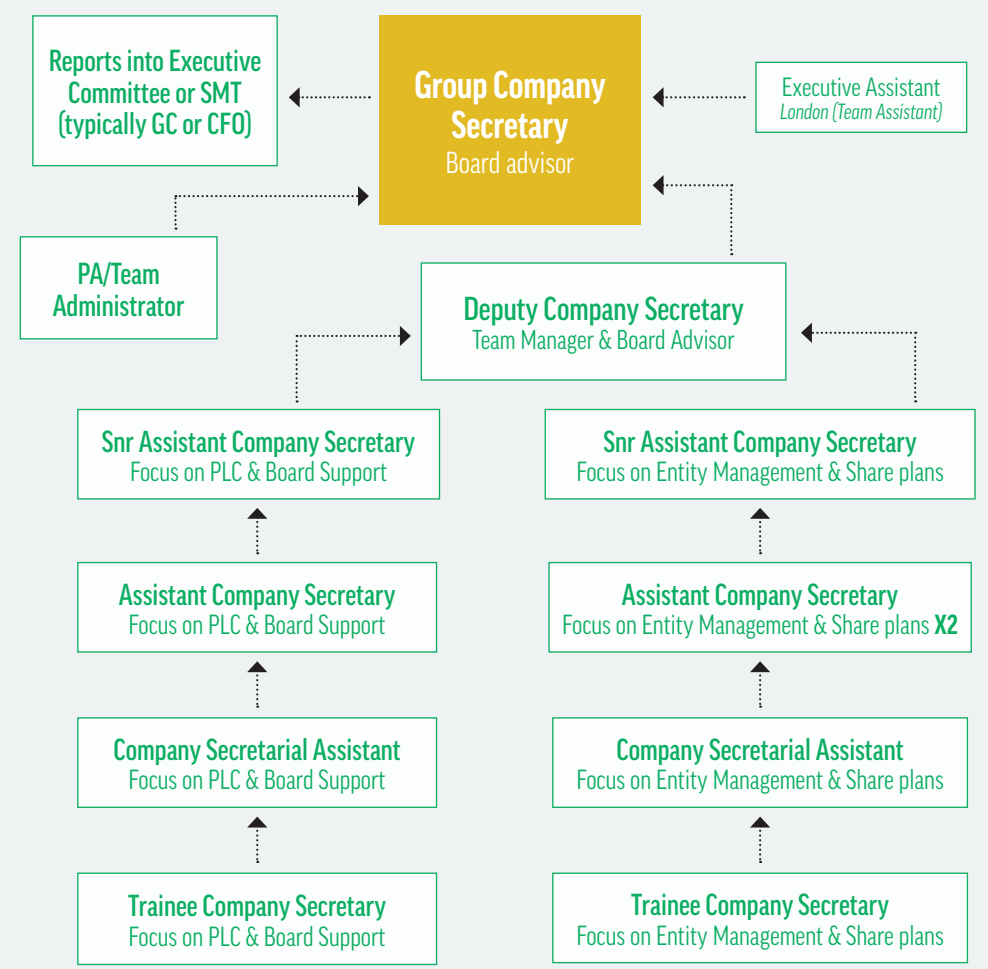 Reports into Executive
Committee or SMT
(typically GC or CFO)
Group Company
Secretary
Board advisor
Executive Assistant
London (Team Assistant)
PA/Team
Administrator
Deputy Company Secretary
Team Manager & Board Advisor
Snr Assistant Company Secretary
Focus on PLC & Board Support
Snr Assistant Company Secretary
Focus on Entity Management & Share plans
Assistant Company Secretary
Focus on PLC & Board Support
Assistant Company Secretary
Focus on Entity Management & Share plans X2
Company Secretarial Assistant
Focus on PLC & Board Support
Company Secretarial Assistant
Focus on Entity Management & Share plans
Trainee Company Secretary
Focus on PLC & Board Support
Trainee Company Secretary
Focus on Entity Management & Share plans